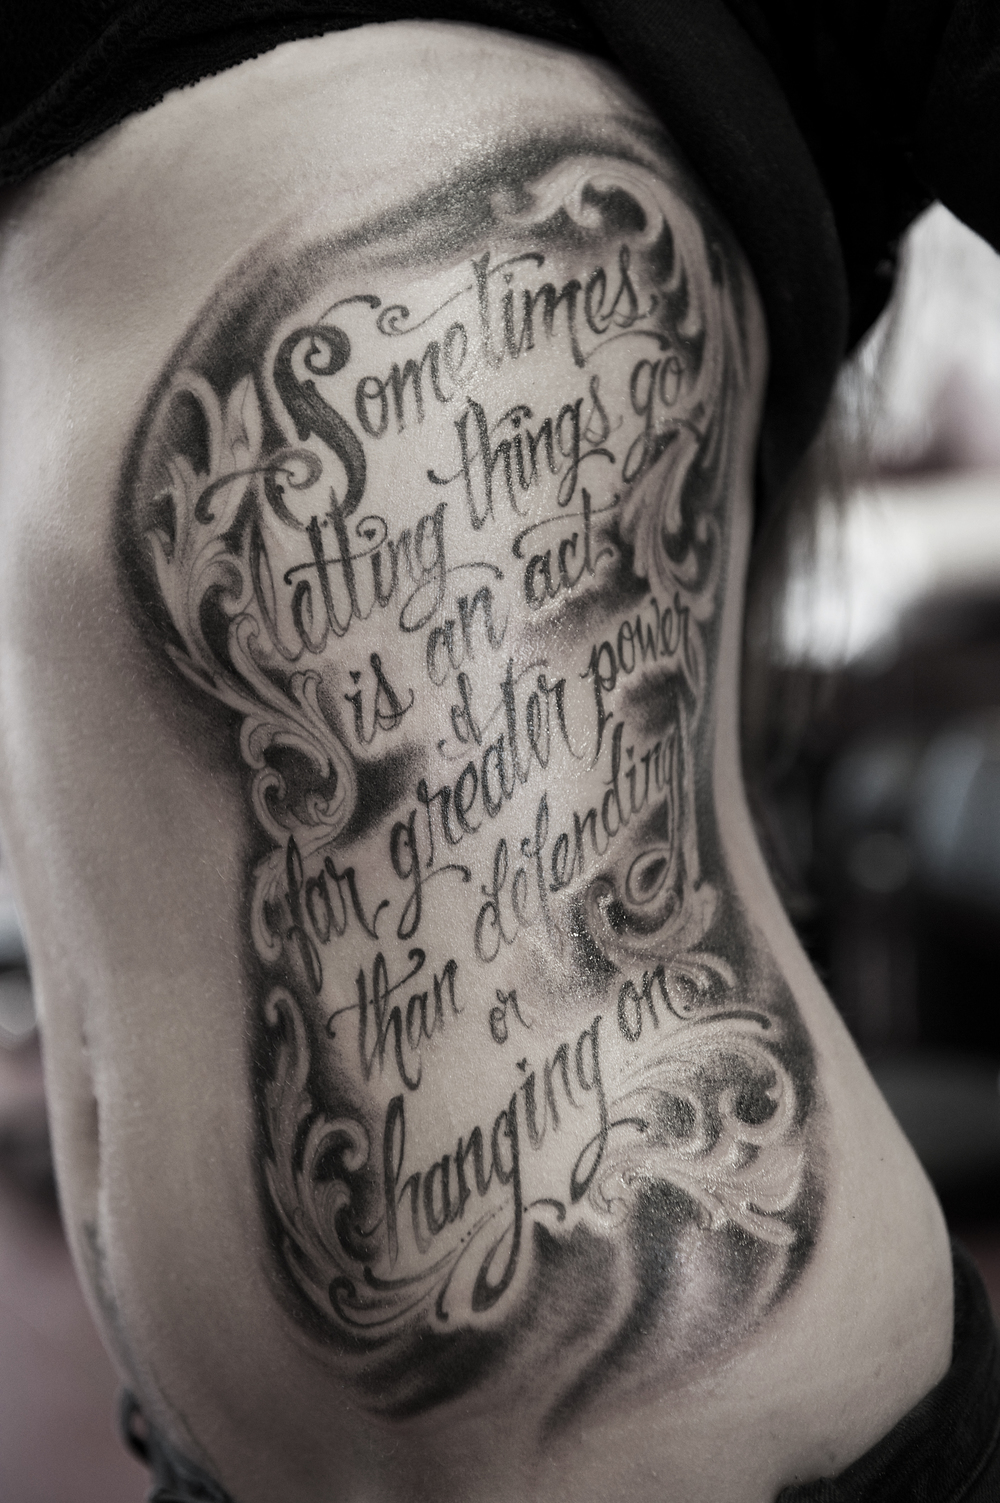 Sometimes
letting things go
is an act
of
far greater power
than defending
or
hanging on